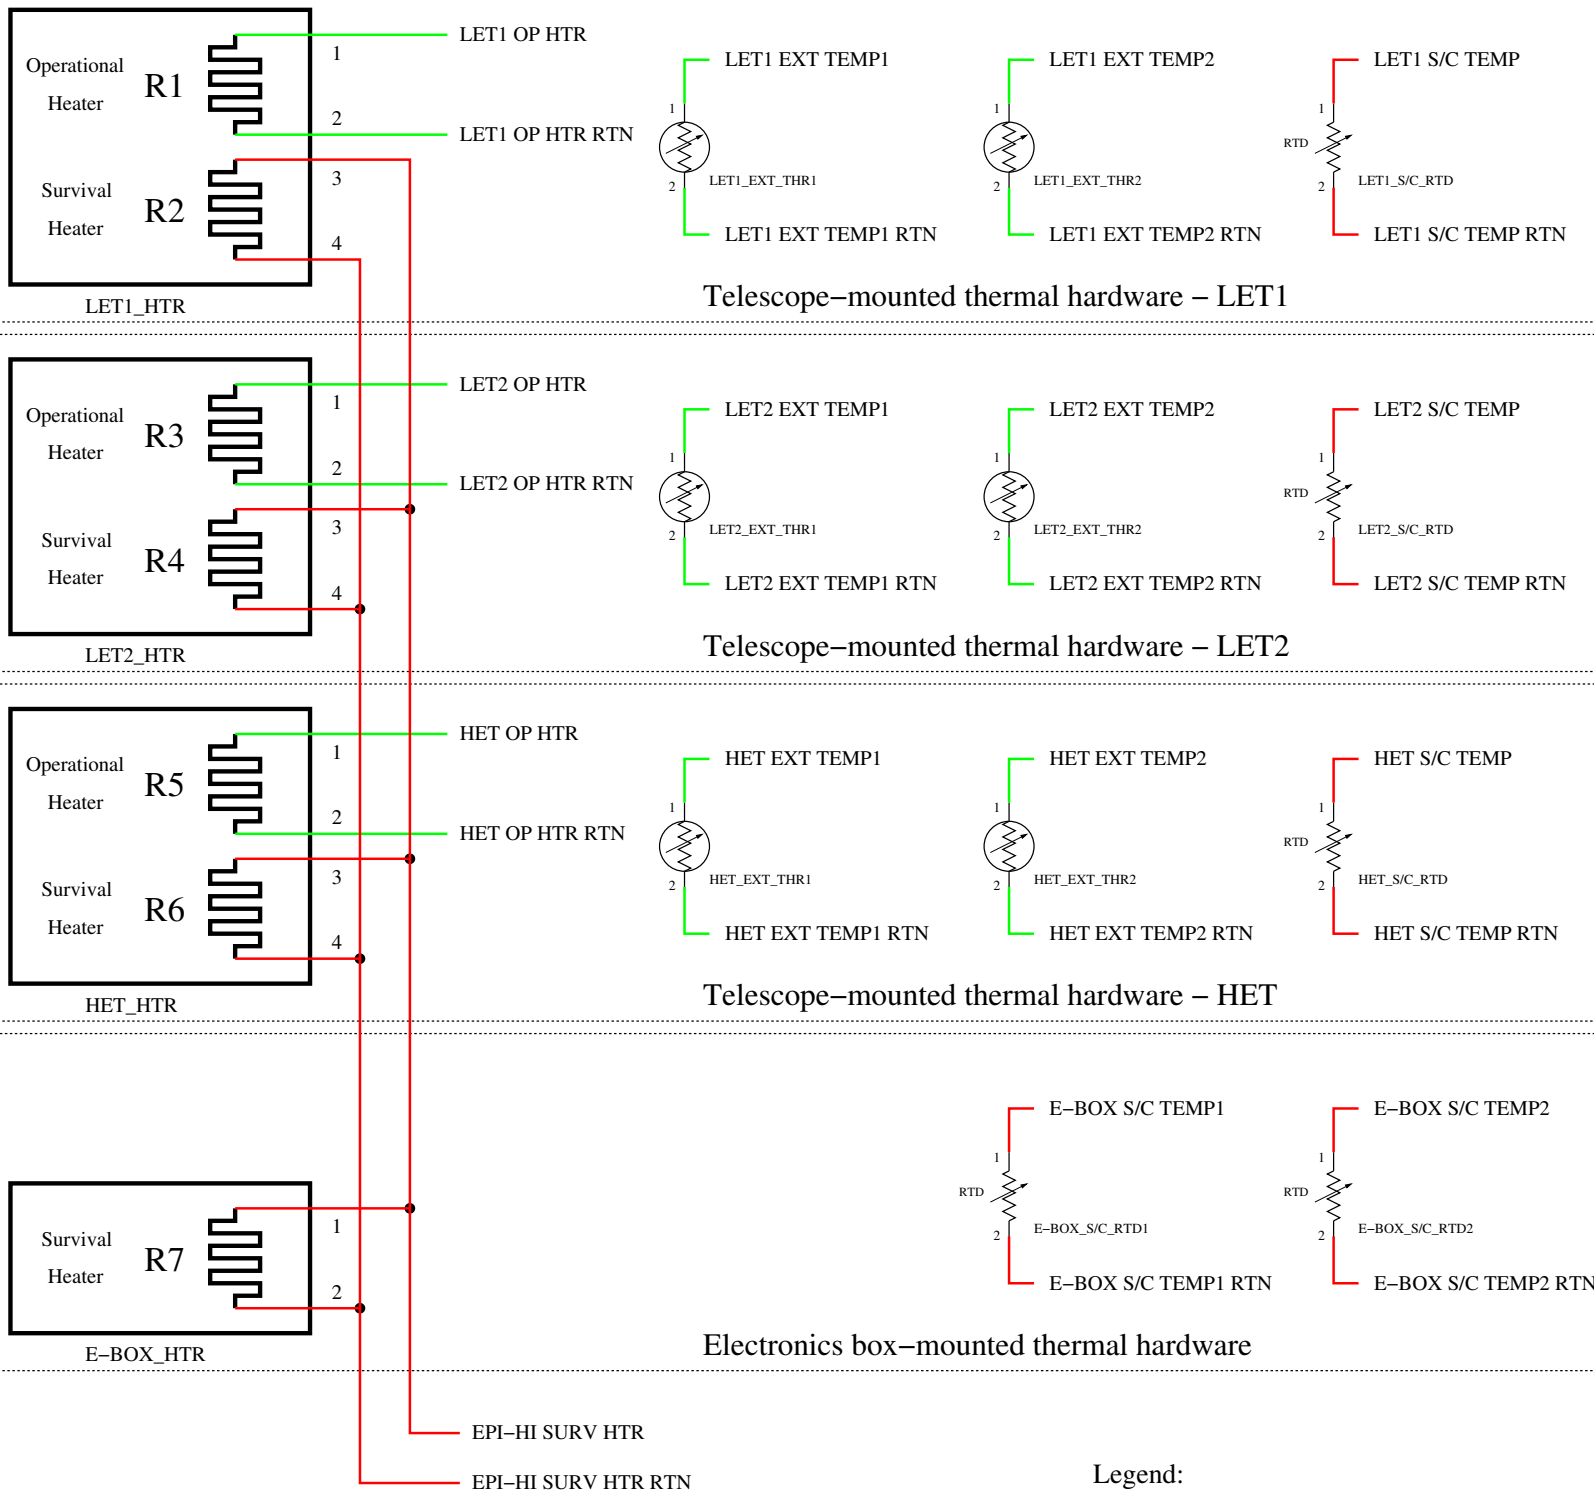 LET1 OP HTR
1
Operational
Heater
R1
2
LET1 OP HTR RTN
3
Survival
Heater
R2
4
LET1_HTR
LET1 EXT TEMP1
1
2
LET1_EXT_THR1
LET1 EXT TEMP1 RTN
LET1 EXT TEMP2
1
2
LET1_EXT_THR2
LET1 EXT TEMP2 RTN
LET1 S/C TEMP
1
RTD
2
LET1_S/C_RTD
LET1 S/C TEMP RTN
Telescope−mounted thermal hardware − LET1
LET2 OP HTR
1
Operational
Heater
R3
2
LET2 OP HTR RTN
3
Survival
Heater
R4
4
LET2_HTR
LET2 EXT TEMP1
1
2
LET2_EXT_THR1
LET2 EXT TEMP1 RTN
LET2 EXT TEMP2
1
2
LET2_EXT_THR2
LET2 EXT TEMP2 RTN
LET2 S/C TEMP
1
RTD
2
LET2_S/C_RTD
LET2 S/C TEMP RTN
Telescope−mounted thermal hardware − LET2
HET OP HTR
1
Operational
Heater
R5
2
HET OP HTR RTN
3
Survival
Heater
R6
4
HET_HTR
HET EXT TEMP1
1
2
HET_EXT_THR1
HET EXT TEMP1 RTN
HET EXT TEMP2
1
2
HET_EXT_THR2
HET EXT TEMP2 RTN
HET S/C TEMP
1
RTD
2
HET_S/C_RTD
HET S/C TEMP RTN
Telescope−mounted thermal hardware − HET
1
Survival
Heater
R7
2
E−BOX_HTR
E−BOX S/C TEMP1
1
RTD
2
E−BOX_S/C_RTD1
E−BOX S/C TEMP1 RTN
E−BOX S/C TEMP2
1
RTD
2
E−BOX_S/C_RTD2
E−BOX S/C TEMP2 RTN
Electronics box−mounted thermal hardware
EPI−HI SURV HTR
EPI−HI SURV HTR RTN
Legend: